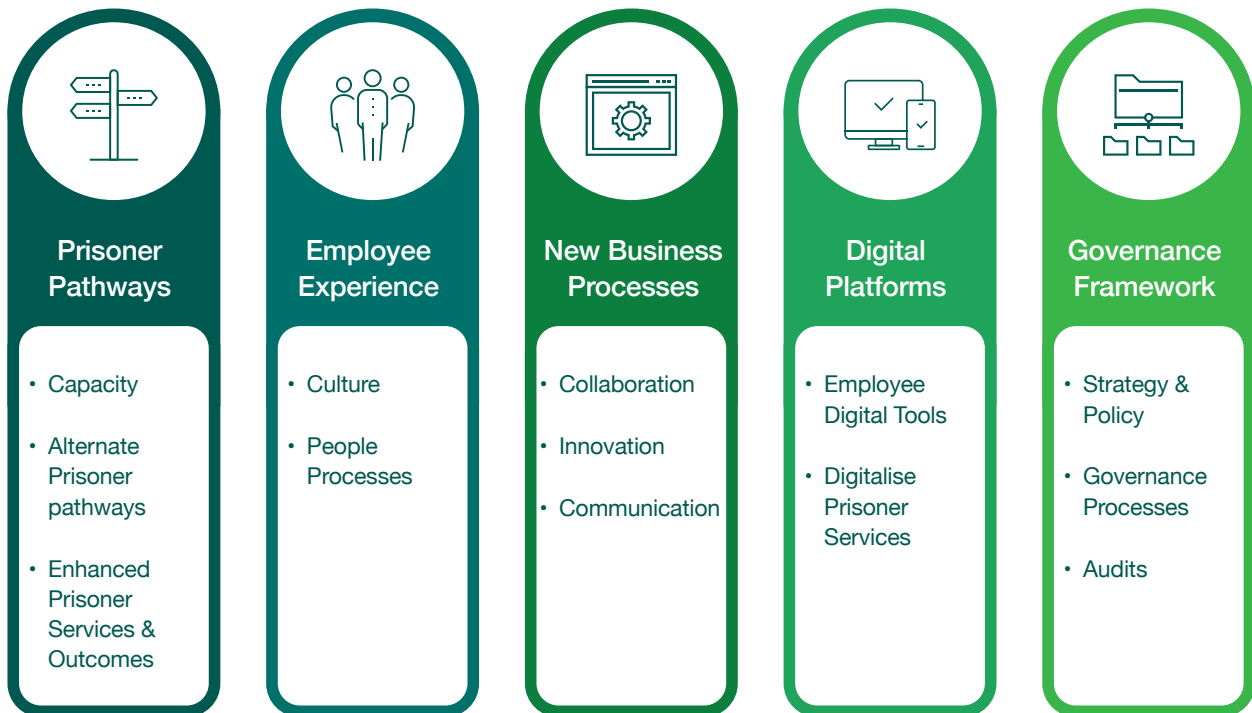 Prisoner
Pathways
• Capacity
• Alternate
Prisoner
pathways
• Enhanced
Prisoner
Services &
Outcomes
Employee
Experience
• Culture
• People
Processes
New Business
Processes
• Collaboration
• Innovation
• Communication
Digital
Platforms
• Employee
Digital Tools
• Digitalise
Prisoner
Services
Governance
Framework
• Strategy &
Policy
• Governance
Processes
• Audits